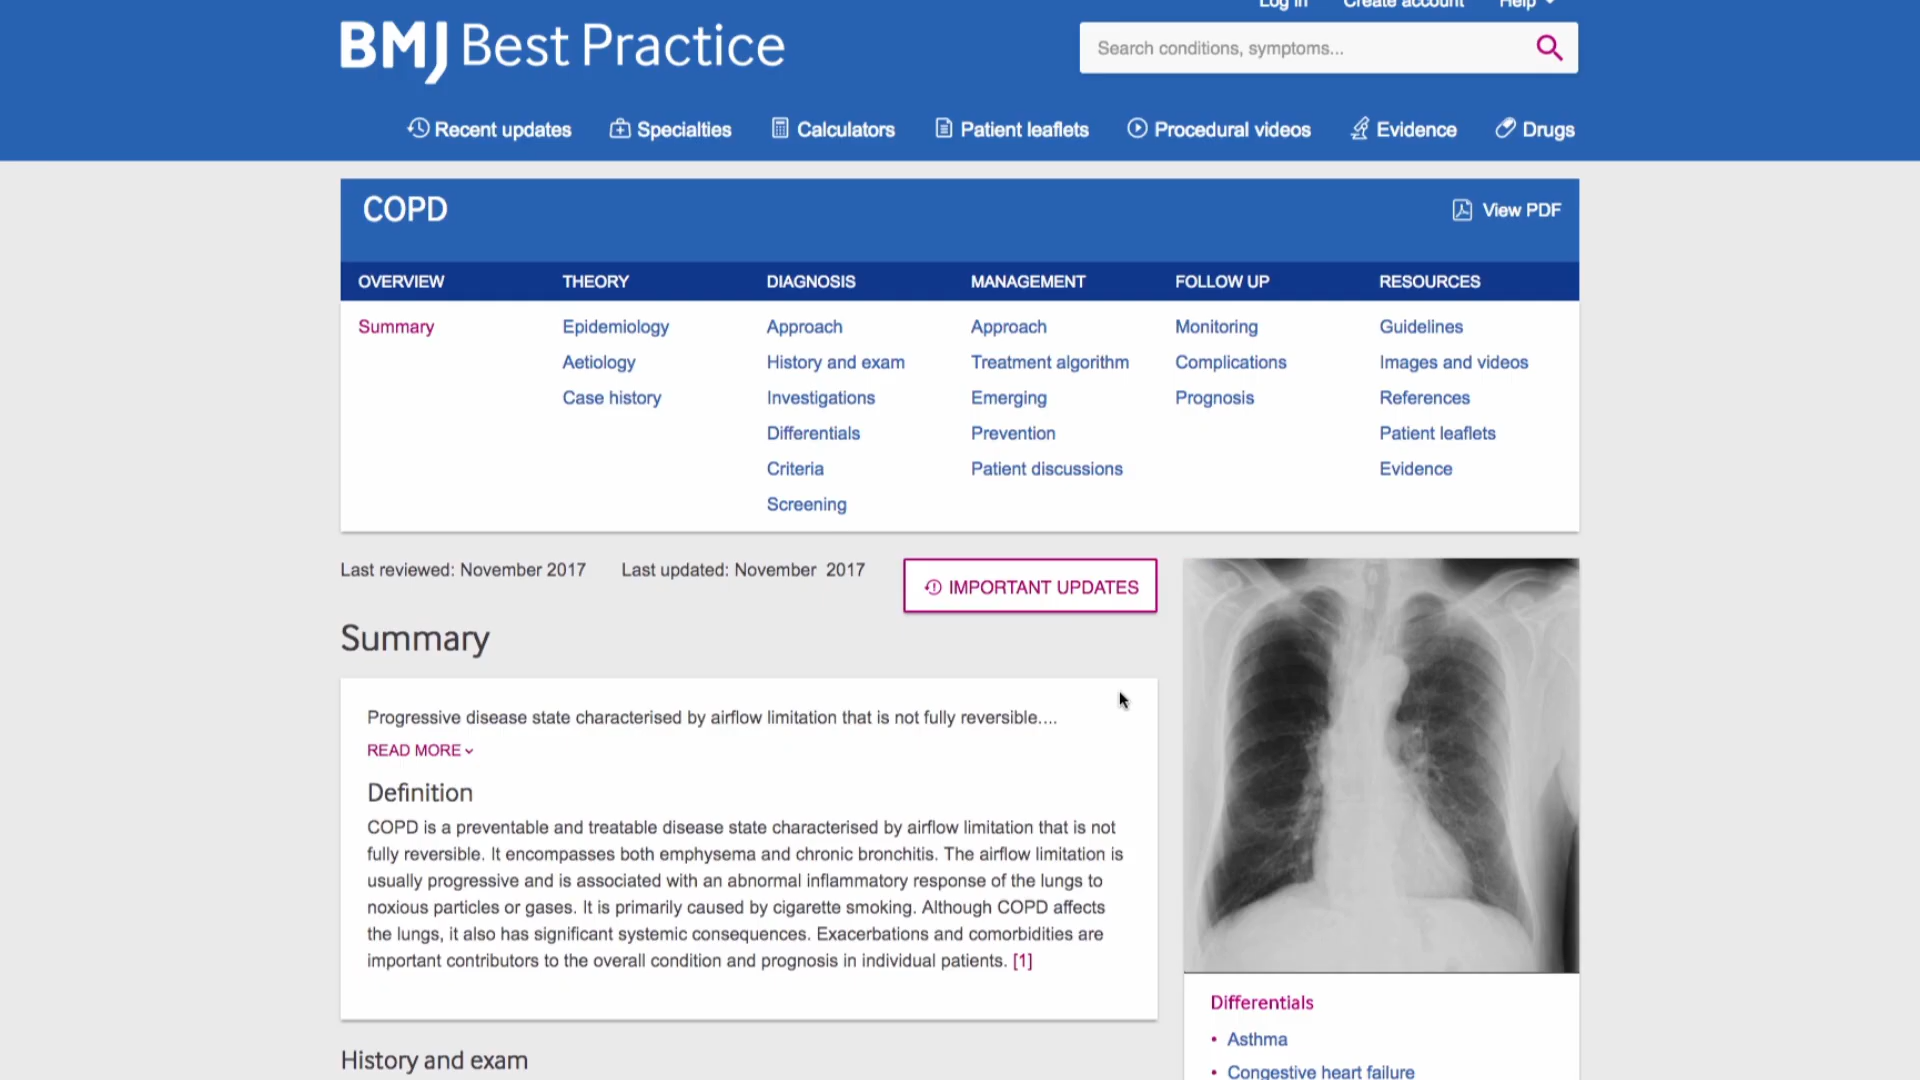 Log in Create account Help
BMJ Best Practice
Search conditions, symptoms...
Recent updates Specialties Calculators Patient leaflets Procedural videos Evidence Drugs
COPD
View PDF
OVERVIEW THEORY DIAGNOSIS MANAGEMENT FOLLOW UP RESOURCES
Summary Epidemiology Approach Approach Monitoring Guidelines
Aetiology History and exam Treatment algorithm Complications Images and videos
Case history Investigations Emerging Prognosis References
Differentials Prevention Patient leaflets
Criteria Patient discussions Evidence
Screening
Last reviewed: November 2017 Last updated: November 2017
IMPORTANT UPDATES
Summary
Progressive disease state characterised by airflow limitation that is not fully reversible....
READ MORE
Definition
COPD is a preventable and treatable disease state characterised by airflow limitation that is not
fully reversible. It encompasses both emphysema and chronic bronchitis. The airflow limitation is
usually progressive and is associated with an abnormal inflammatory response of the lungs to
noxious particles or gases. It is primarily caused by cigarette smoking. Although COPD affects
the lungs, it also has significant systemic consequences. Exacerbations and comorbidities are
important contributors to the overall condition and prognosis in individual patients. [1]
History and exam
Differentials
• Asthma
• Congestive heart failure